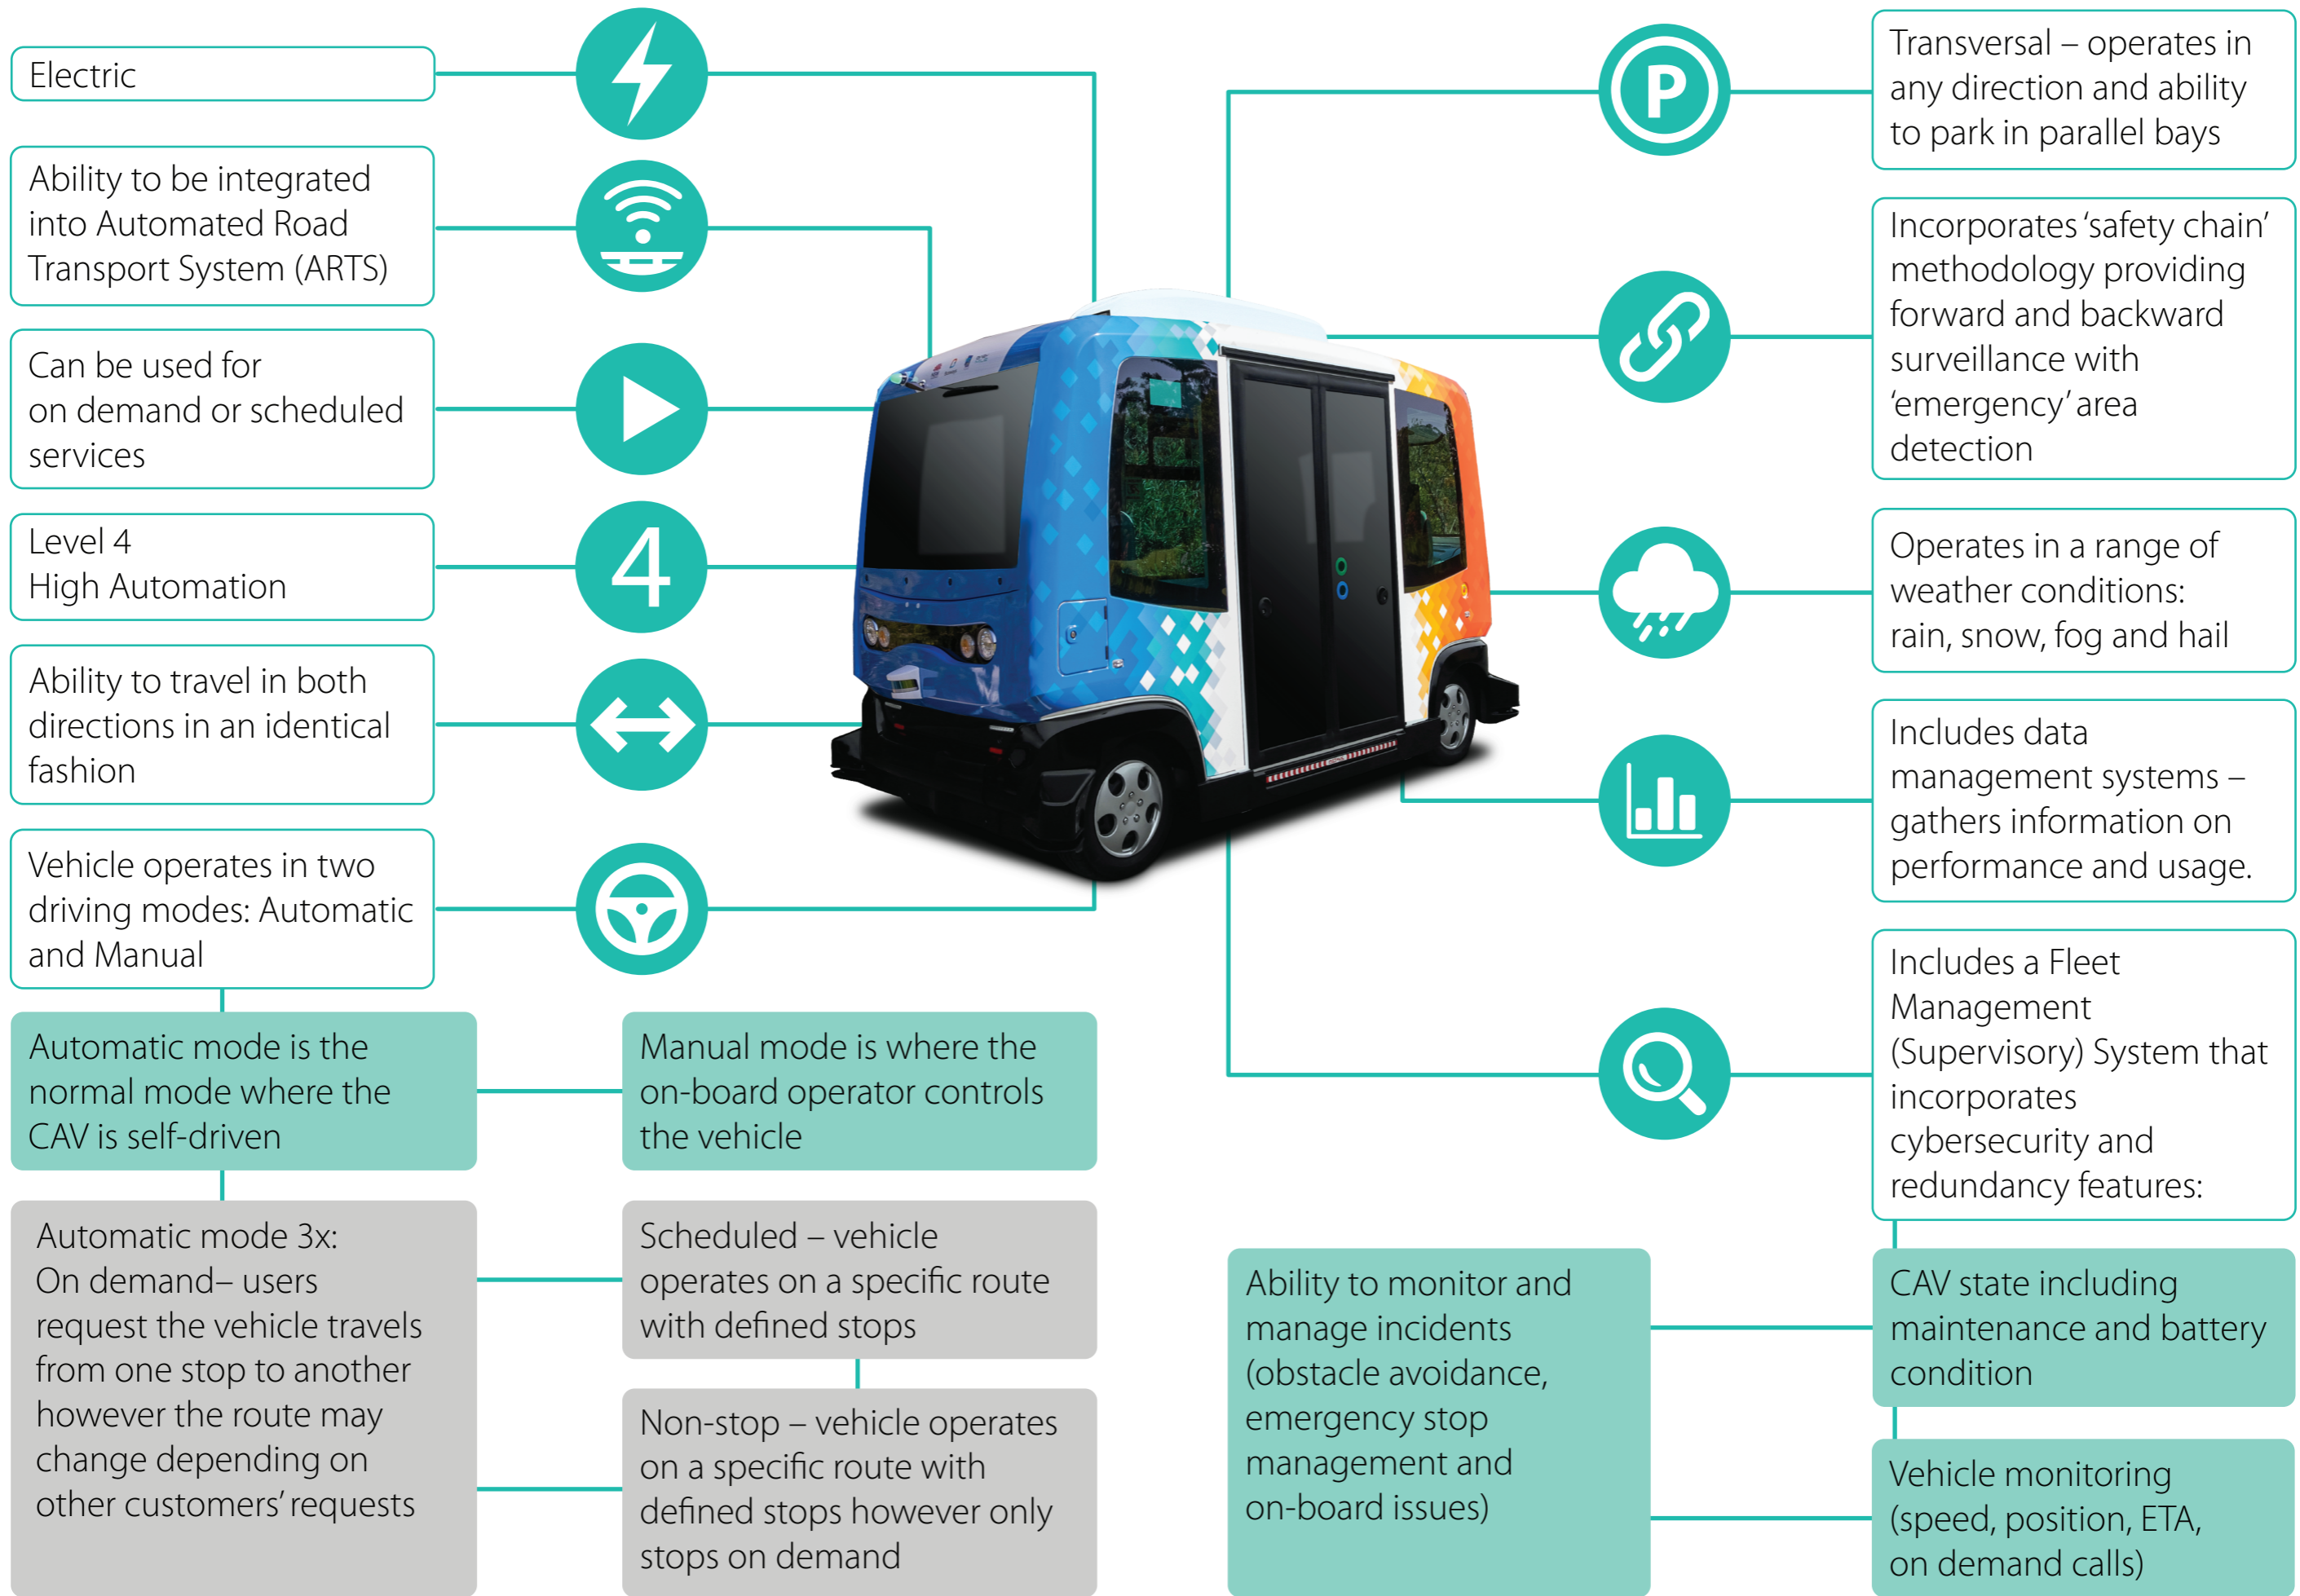 Electric
Ability to be integrated
into Automated Road
Transport System (ARTS)
Can be used for
on demand or scheduled
services
Level 4
High Automation
4
Ability to travel in both
directions in an identical
fashion
Vehicle operates in two
driving modes: Automatic
and Manual
Automatic mode is the
normal mode where the
CAV is self-driven
Manual mode is where the
on-board operator controls
the vehicle
Automatic mode 3x:
On demand– users
request the vehicle travels
from one stop to another
however the route may
change depending on
other customers’ requests
Scheduled – vehicle
operates on a specific route
with defined stops
Non-stop – vehicle operates
on a specific route with
defined stops however only
stops on demand
P
Transversal – operates in
any direction and ability
to park in parallel bays
Incorporates ‘safety chain’
methodology providing
forward and backward
surveillance with
‘emergency’ area
detection
Operates in a range of
weather conditions:
rain, snow, fog and hail
Includes data
management systems –
gathers information on
performance and usage.
Includes a Fleet
Management
(Supervisory) System that
incorporates
cybersecurity and
redundancy features:
Ability to monitor and
manage incidents
(obstacle avoidance,
emergency stop
management and
on-board issues)
CAV state including
maintenance and battery
condition
Vehicle monitoring
(speed, position, ETA,
on demand calls)